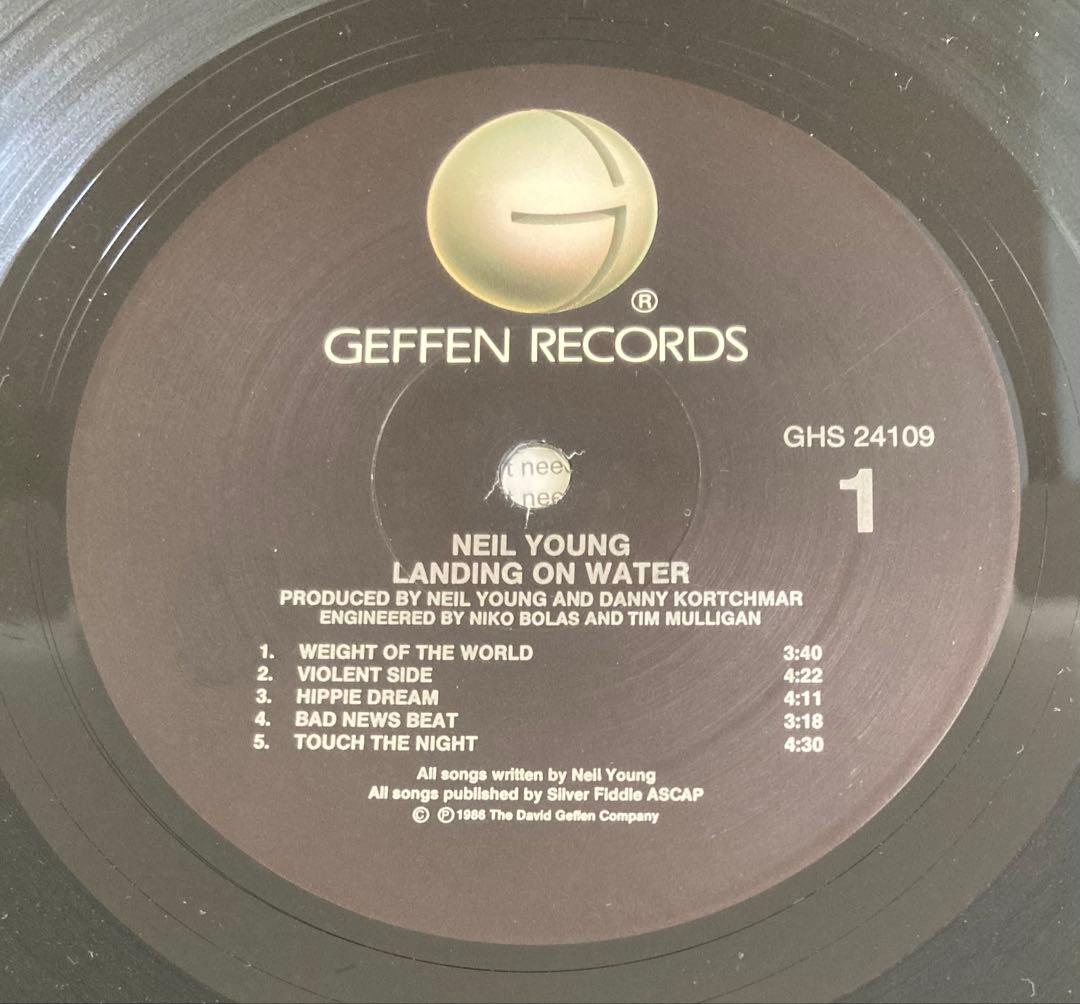 ®
GEFFEN RECORDS
GHS 24109
1
t nee
t nee
NEIL YOUNG
LANDING ON WATER
PRODUCED BY NEIL YOUNG AND DANNY KORTCHMAR
ENGINEERED BY NIKO BOLAS AND TIM MULLIGAN
1. WEIGHT OF THE WORLD 3:40
2. VIOLENT SIDE 4:22
3. HIPPIE DREAM 4:11
4. BAD NEWS BEAT 3:18
5. TOUCH THE NIGHT 4:30
All songs written by Neil Young
All songs published by Silver Fiddle ASCAP
© ℗ 1986 The David Geffen Company